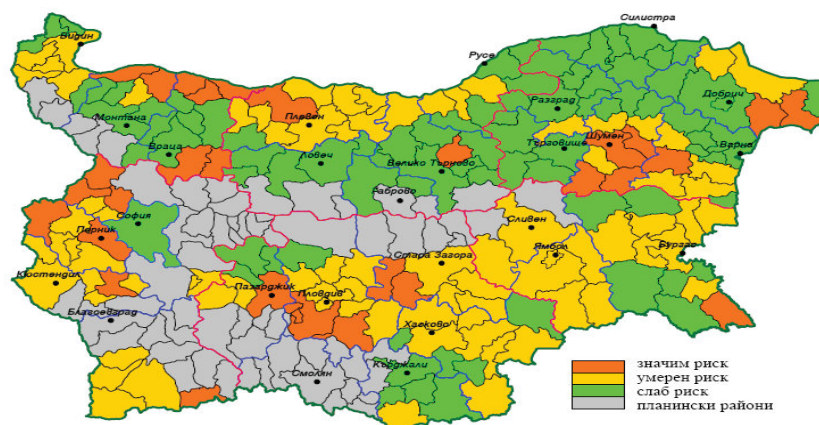 Силистра
Видин
Русе
Добрич
Разград
Монтана
Плевен
Шумен
Враца
Ловеч
Търговище
Варна
Велико Търново
Габрово
София
Сливен
Перник
Ямбол
Бургас
Стара Загора
Кюстендил
Пазарджик
Пловдив
Благоевград
Хасково
Смолян
Кърджали
значим риск
умерен риск
слаб риск
планински райони